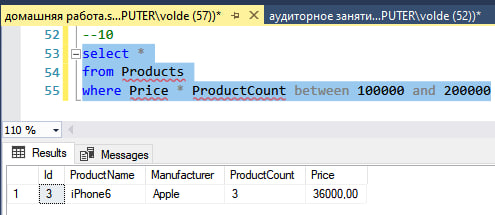 домашняя работа.s...PUTER\volde (57))* аудиторное заняти...PUTER\volde (52))*
52 --10
53 select *
54 from Products
55 where Price * ProductCount between 100000 and 200000
110 %
Results Messages
Id ProductName Manufacturer ProductCount Price
1 3 iPhone6 Apple 3 36000,00